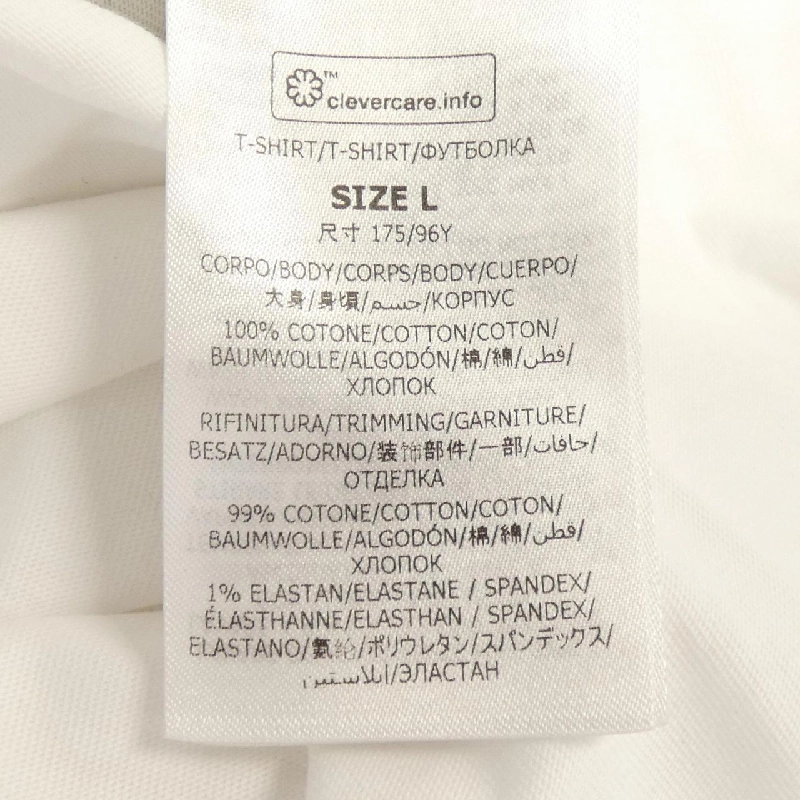 ™
clevercare.info
T-SHIRT/T-SHIRT/ФУТБОЛКА
SIZE L
尺寸 175/96Y
CORPO/BODY/CORPS/BODY/CUERPO/
大身/身頃/جسم/КОРПУС
100% COTONE/COTTON/COTON/
BAUMWOLLE/ALGODÓN/棉/綿/قطن/
ХЛОПОК
RIFINITURA/TRIMMING/GARNITURE/
BESATZ/ADORNO/装饰部件/一部/حافات/
ОТДЕЛКА
99% COTONE/COTTON/COTON/
BAUMWOLLE/ALGODÓN/棉/綿/قطن/
ХЛОПОК
1% ELASTAN/ELASTANE / SPANDEX/
ÉLASTHANNE/ELASTHAN / SPANDEX/
ELASTANO/氨纶/ポリウレタン/スパンデックス/
ايلاستين/ЭЛАСТАН